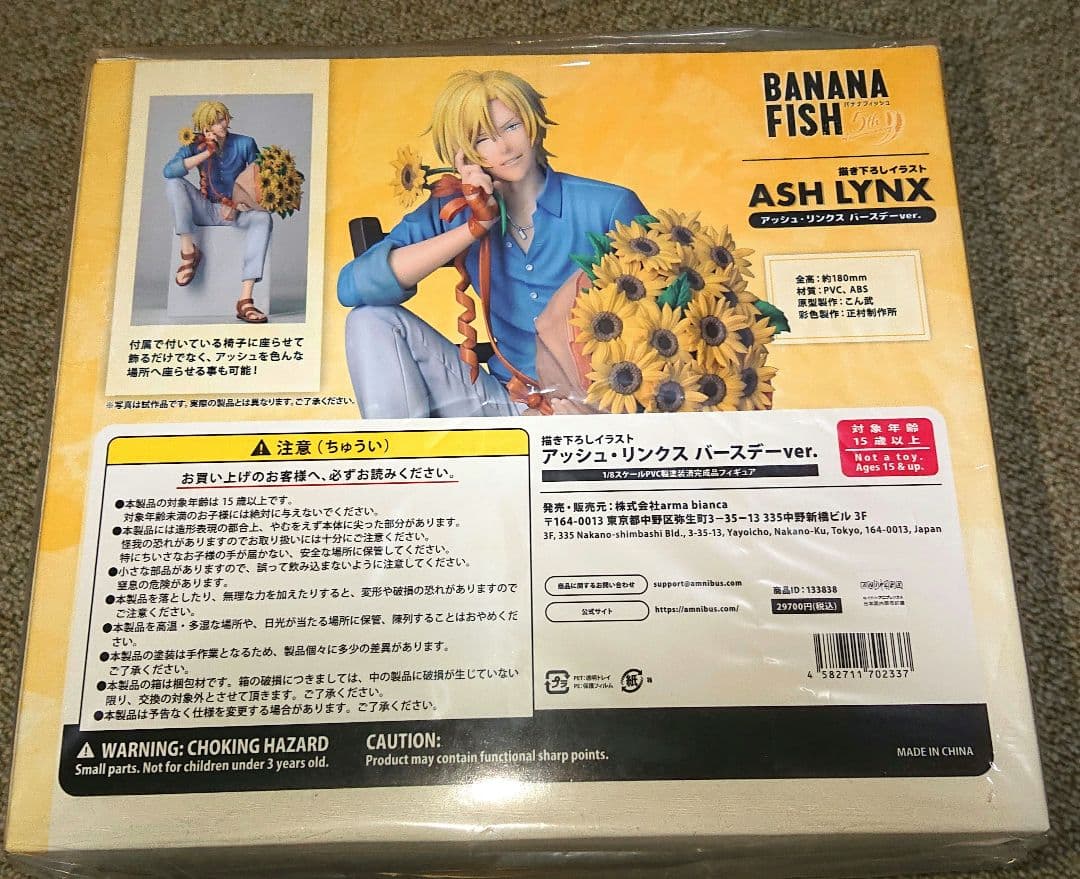 BANANA
FISH
バナナフィッシュ
5th
描き下ろしイラスト
ASH LYNX
アッシュ・リンクス バースデーver.
全高：約180mm
材質：PVC、ABS
原型製作：こん武
彩色製作：正村制作所
付属で付いている椅子に座らせて
飾るだけでなく、アッシュを色んな
場所へ座らせる事も可能！
※写真は試作品です。実際の製品とは異なります。ご了承ください。
注意（ちゅうい）
お買い上げのお客様へ、必ずお読みください。
●本製品の対象年齢は15歳以上です。
対象年齢未満のお子様には絶対に与えないでください。
●本製品には造形表現の都合上、やむをえず本体に尖った部分があります。
怪我の恐れがありますのでお取り扱いには十分にご注意ください。
特にちいさなお子様の手が届かない、安全な場所に保管してください。
●小さな部品がありますので、誤って飲み込まないように注意してください。
窒息の危険があります。
●本製品を落としたり、無理な力を加えたりすると、変形や破損の恐れがありますので
ご注意ください。
●本製品を高温・多湿な場所や、日光が当たる場所に保管、陳列することはおやめくだ
さい。
●本製品の塗装は手作業となるため、製品個々に多少の差異があります。
ご了承ください。
●本製品の箱は梱包材です。箱の破損につきましては、中の製品に破損が生じていない
限り、交換の対象外とさせて頂きます。ご了承ください。
●本製品は予告なく仕様を変更する場合があります。ご了承ください。
描き下ろしイラスト
アッシュ・リンクス バースデーver.
1/8スケールPVC製塗装済完成品フィギュア
対象年齢
15歳以上
Not a toy.
Ages 15 & up.
発売・販売元：株式会社arma bianca
〒164-0013 東京都中野区弥生町3−35−13 335中野新橋ビル 3F
3F, 335 Nakano-shimbashi Bld., 3-35-13, Yayoicho, Nakano-Ku, Tokyo, 164-0013, Japan
商品に関するお問い合わせ support@amnibus.com
公式サイト https://amnibus.com/
商品ID：133838
29700円(税込)
4 582711 702337
プラ
PET：透明トレイ
PE：保護フィルム
紙
箱
WARNING: CHOKING HAZARD
Small parts. Not for children under 3 years old.
CAUTION:
Product may contain functional sharp points.
MADE IN CHINA